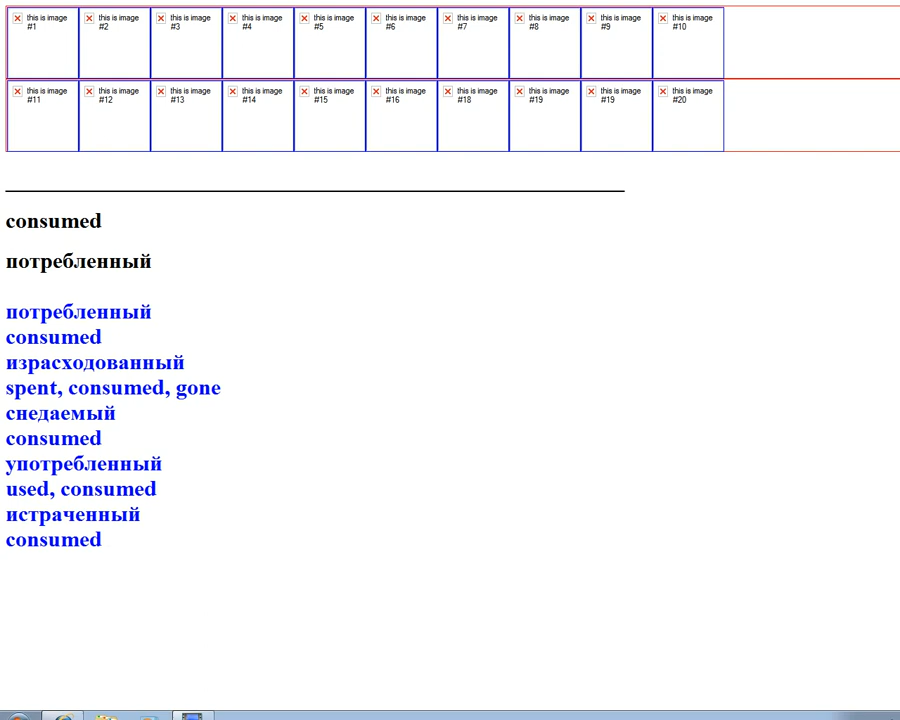 this is image this is image this is image this is image this is image this is image this is image this is image this is image this is image
#1 #2 #3 #4 #5 #6 #7 #8 #9 #10
this is image this is image this is image this is image this is image this is image this is image this is image this is image this is image
#11 #12 #13 #14 #15 #16 #18 #19 #19 #20
consumed
потребленный
потребленный
consumed
израсходованный
spent, consumed, gone
снедаемый
consumed
употребленный
used, consumed
истраченный
consumed